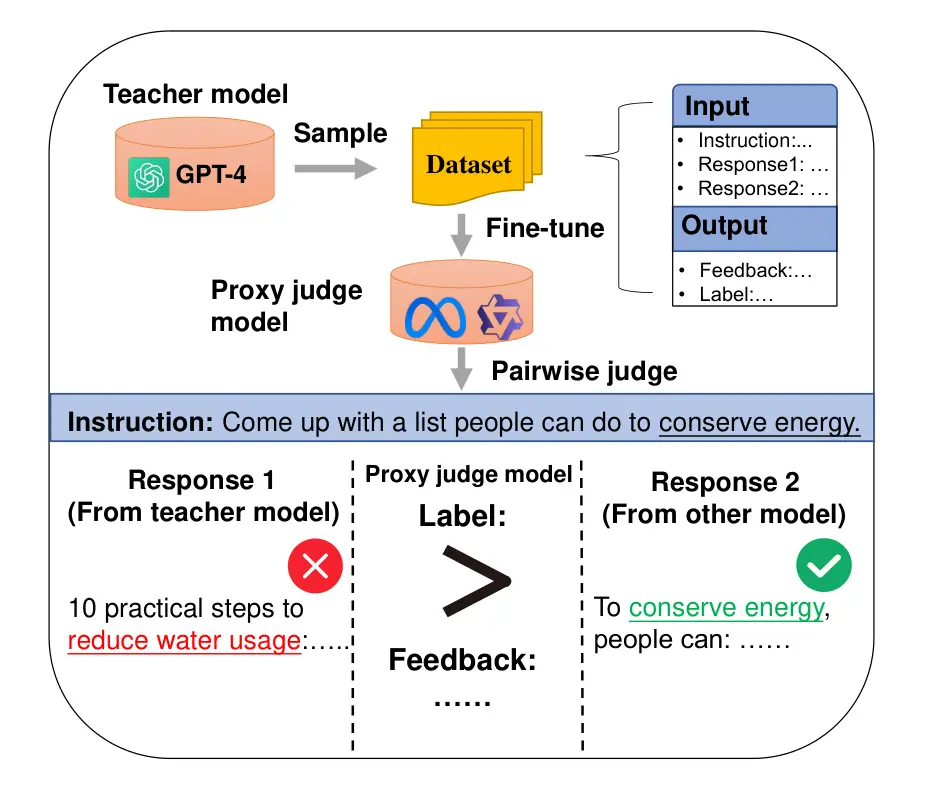 Teacher model
GPT-4
Sample
Dataset
Input
• Instruction:...
• Response1: …
• Response2: …
Output
• Feedback:…
• Label:…
Fine-tune
Proxy judge
model
Pairwise judge
Instruction: Come up with a list people can do to conserve energy.
Response 1
(From teacher model)
10 practical steps to
reduce water usage:…..
Proxy judge model
Label:
>
Feedback:
……
Response 2
(From other model)
To conserve energy,
people can: ……